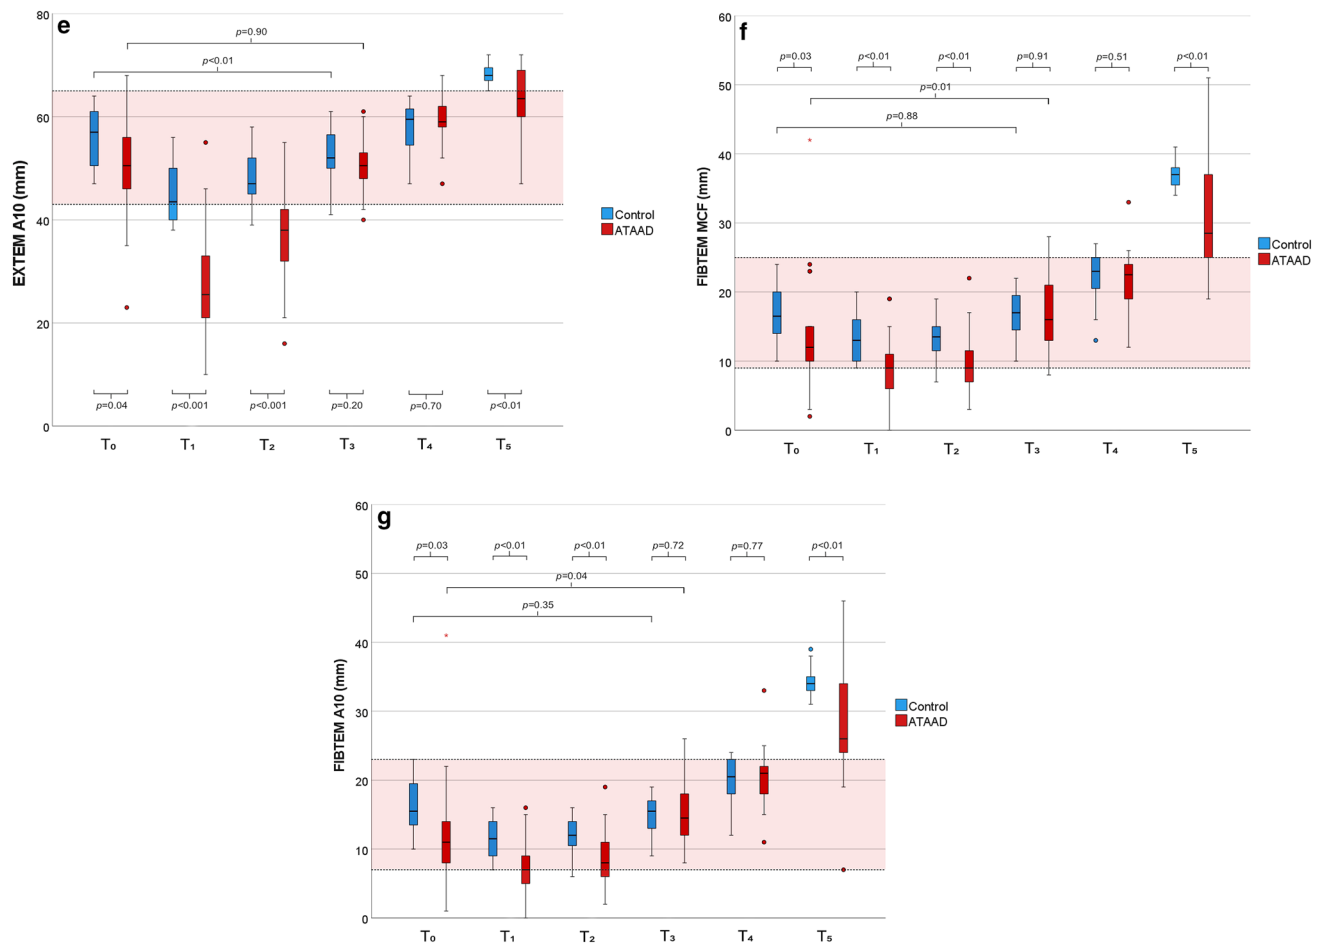 e
EXTEM A10 (mm)
80
60
40
20
0
p=0.90
p<0.01
p=0.04 p<0.001 p<0.001 p=0.20 p=0.70 p<0.01
T₀ T₁ T₂ T₃ T₄ T₅
Control
ATAAD
f
FIBTEM MCF (mm)
60
50
40
30
20
10
0
p=0.03 p<0.01 p<0.01 p=0.91 p=0.51 p<0.01
p=0.01
p=0.88
*
T₀ T₁ T₂ T₃ T₄ T₅
Control
ATAAD
g
FIBTEM A10 (mm)
60
50
40
30
20
10
0
p=0.03 p<0.01 p<0.01 p=0.72 p=0.77 p<0.01
p=0.04
p=0.35
*
T₀ T₁ T₂ T₃ T₄ T₅
Control
ATAAD